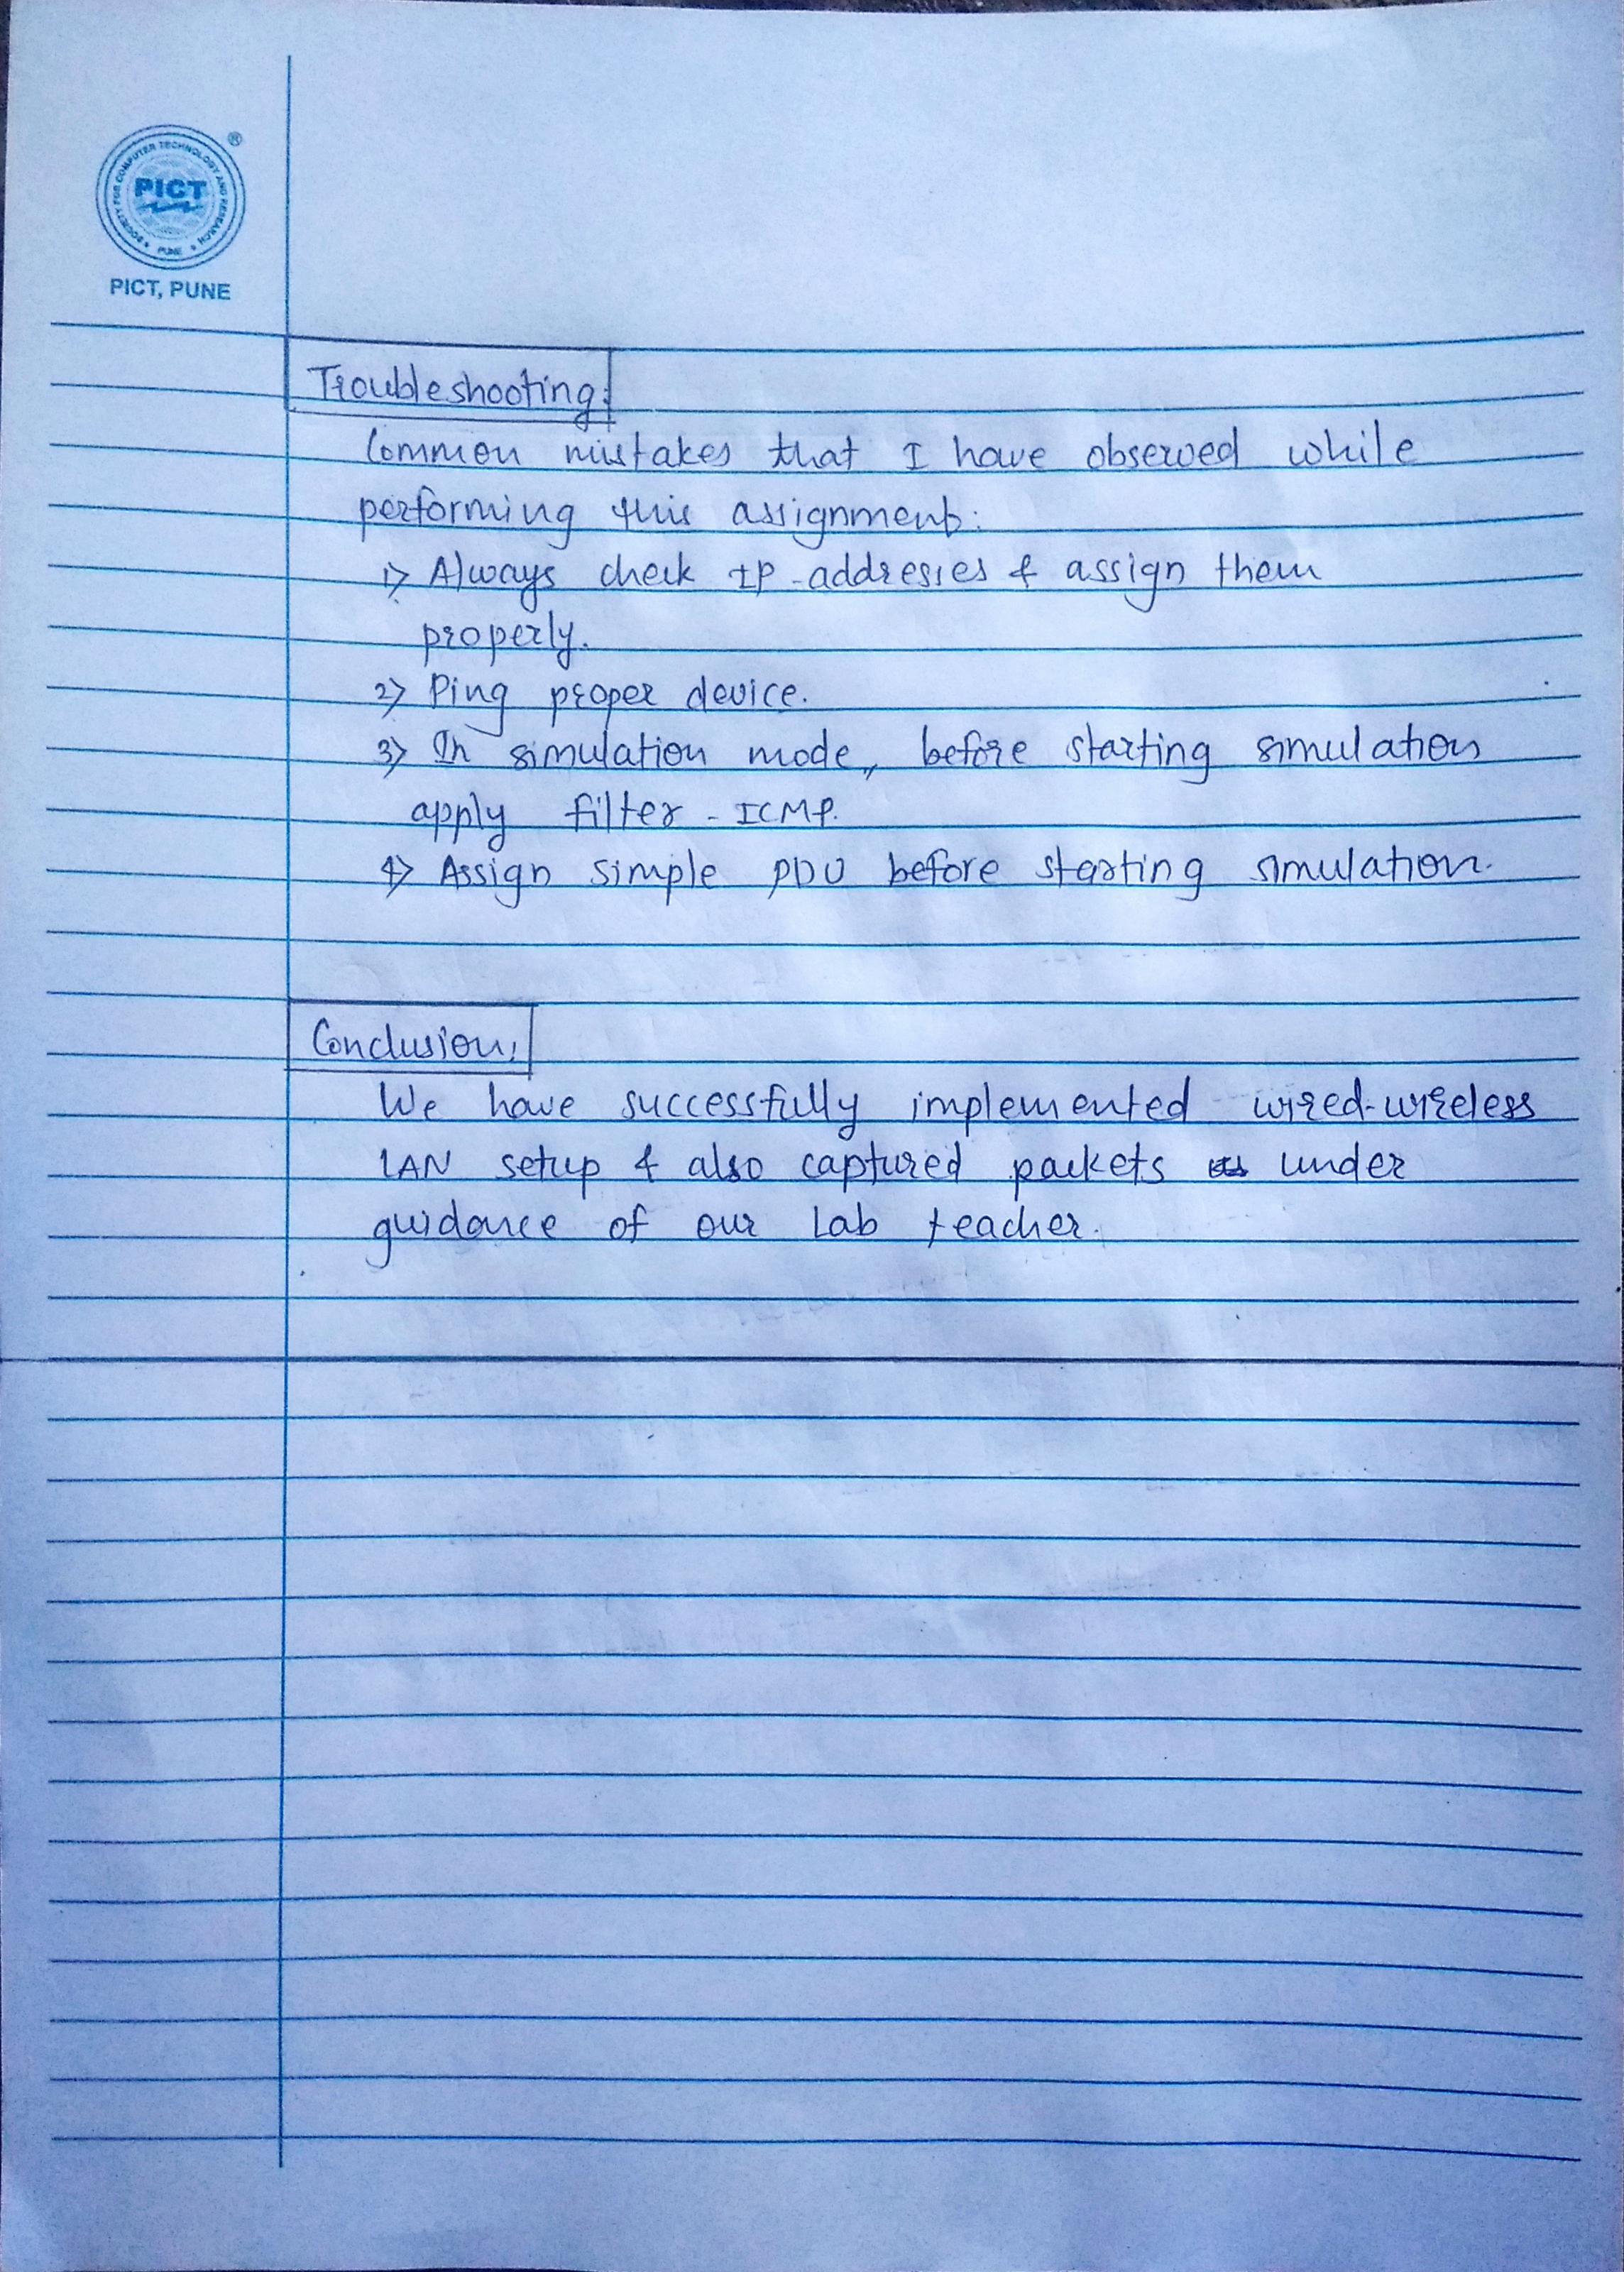 SOCIETY FOR COMPUTER TECHNOLOGY AND RESEARCH
PICT
PUNE
®
PICT, PUNE
Troubleshooting:
Common mistakes that I have observed while
performing this assignment:
1) Always check IP-addresses & assign them
properly.
2) Ping proper device.
3) In simulation mode, before starting simulation
apply filter - ICMP.
4) Assign simple PDU before starting simulation.
Conclusion:
We have successfully implemented wired-wireless
LAN setup & also captured packets under
guidance of our Lab teacher.